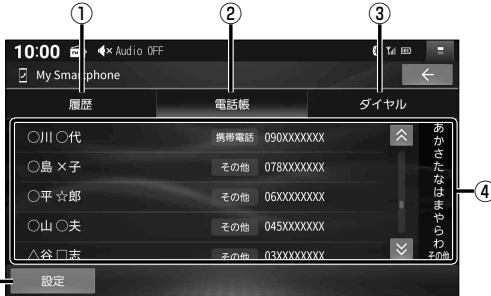 ① ② ③
10:00 Audio OFF
My Smartphone
履歴 電話帳 ダイヤル
○川 ○代 携帯電話 090XXXXXXX
○島 ×子 その他 078XXXXXXX
○平 ☆郎 その他 06XXXXXXX
○山 ○夫 その他 045XXXXXXX
△谷 □志 その他 03XXXXXXXX
あ
か
さ
た
な
は
ま
や
ら
わ
その他
④
設定